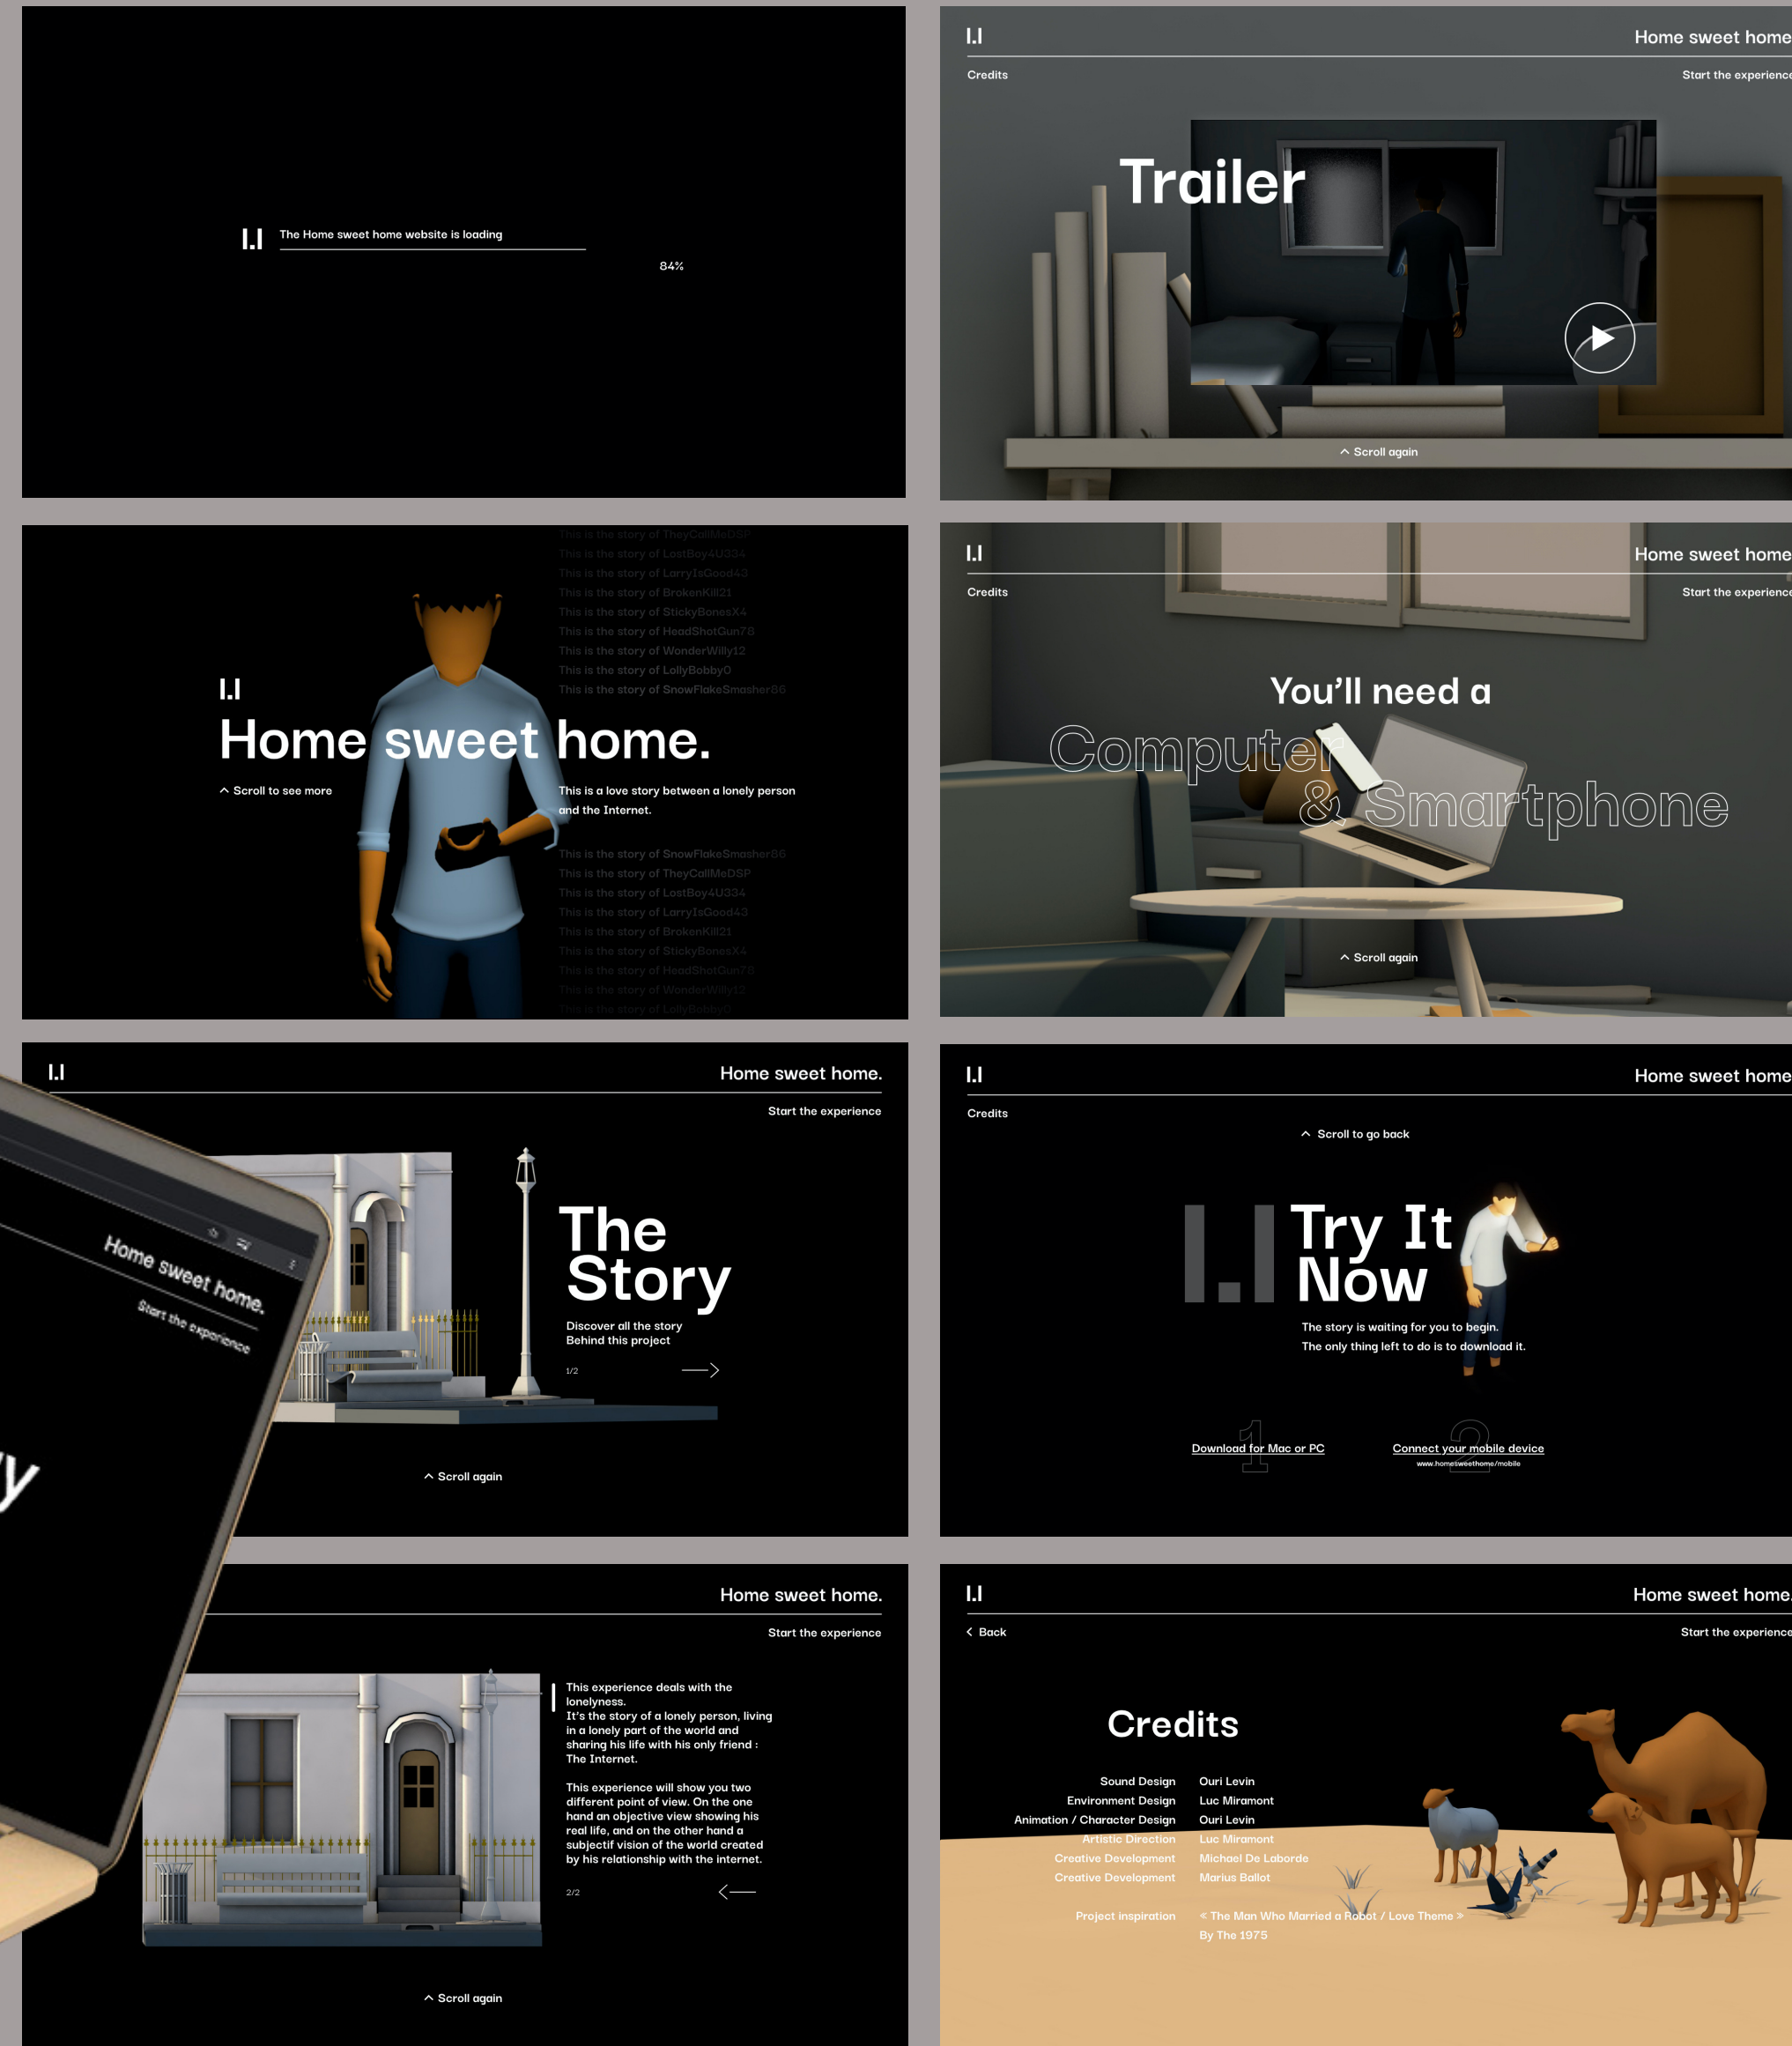 The Home sweet home website is loading
84%
Home sweet home
Credits
Start the experience
Trailer
Scroll again
This is the story of TheyCallMeDSP
This is the story of LostBoy4U334
This is the story of LarryIsGood43
This is the story of BrokenKill21
This is the story of StickyBonesX4
This is the story of HeadShotGun78
This is the story of WonderWilly12
This is the story of LollyBobby0
This is the story of SnowFlakeSmasher86
Home sweet home.
Scroll to see more
This is a love story between a lonely person
and the Internet.
This is the story of SnowFlakeSmasher86
This is the story of TheyCallMeDSP
This is the story of LostBoy4U334
This is the story of LarryIsGood43
This is the story of BrokenKill21
This is the story of StickyBonesX4
This is the story of HeadShotGun78
This is the story of WonderWilly12
This is the story of LollyBobby0
Home sweet home
Credits
Start the experience
You'll need a
Computer
& Smartphone
Scroll again
Home sweet home.
Start the experience
The
Story
Discover all the story
Behind this project
1/2
Scroll again
Home sweet home.
Start the experience
y
Home sweet home
Credits
Scroll to go back
Try It
Now
The story is waiting for you to begin.
The only thing left to do is to download it.
1
Download for Mac or PC
2
Connect your mobile device
www.homesweethome/mobile
Home sweet home.
Start the experience
This experience deals with the
lonelyness.
It's the story of a lonely person, living
in a lonely part of the world and
sharing his life with his only friend :
The Internet.
This experience will show you two
different point of view. On the one
hand an objective view showing his
real life, and on the other hand a
subjectif vision of the world created
by his relationship with the internet.
2/2
Scroll again
Home sweet home.
Back
Start the experience
Credits
Sound Design Ouri Levin
Environment Design Luc Miramont
Animation / Character Design Ouri Levin
Artistic Direction Luc Miramont
Creative Development Michael De Laborde
Creative Development Marius Ballot
Project inspiration « The Man Who Married a Robot / Love Theme »
By The 1975